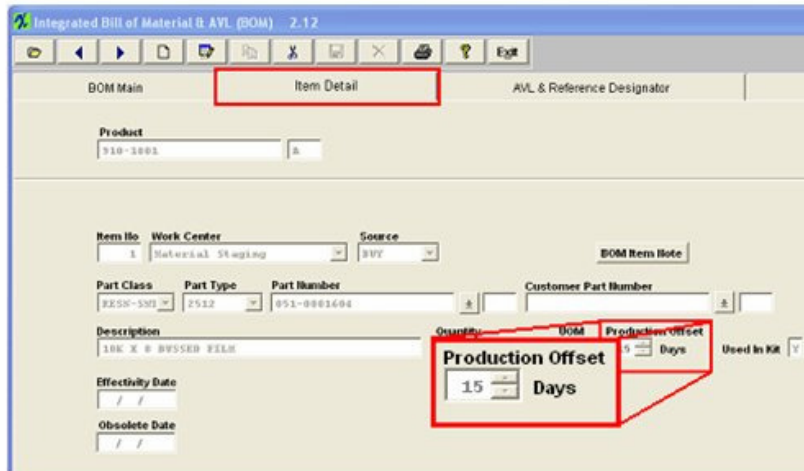 Integrated Bill of Material & AVL (BOM) 2.12
Exit
BOM Main Item Detail AVL & Reference Designator
Product
910-1001 A
Item No Work Center Source
1 Material Staging BUY
BOM Item Note
Part Class Part Type Part Number Customer Part Number
2512 051-0001604
Description Quantity BOM Production Offset
10K X 8 BUSSED FILM Days Used In Kit Y
Production Offset
15 Days
Effectivity Date
/ /
Obsolete Date
/ /